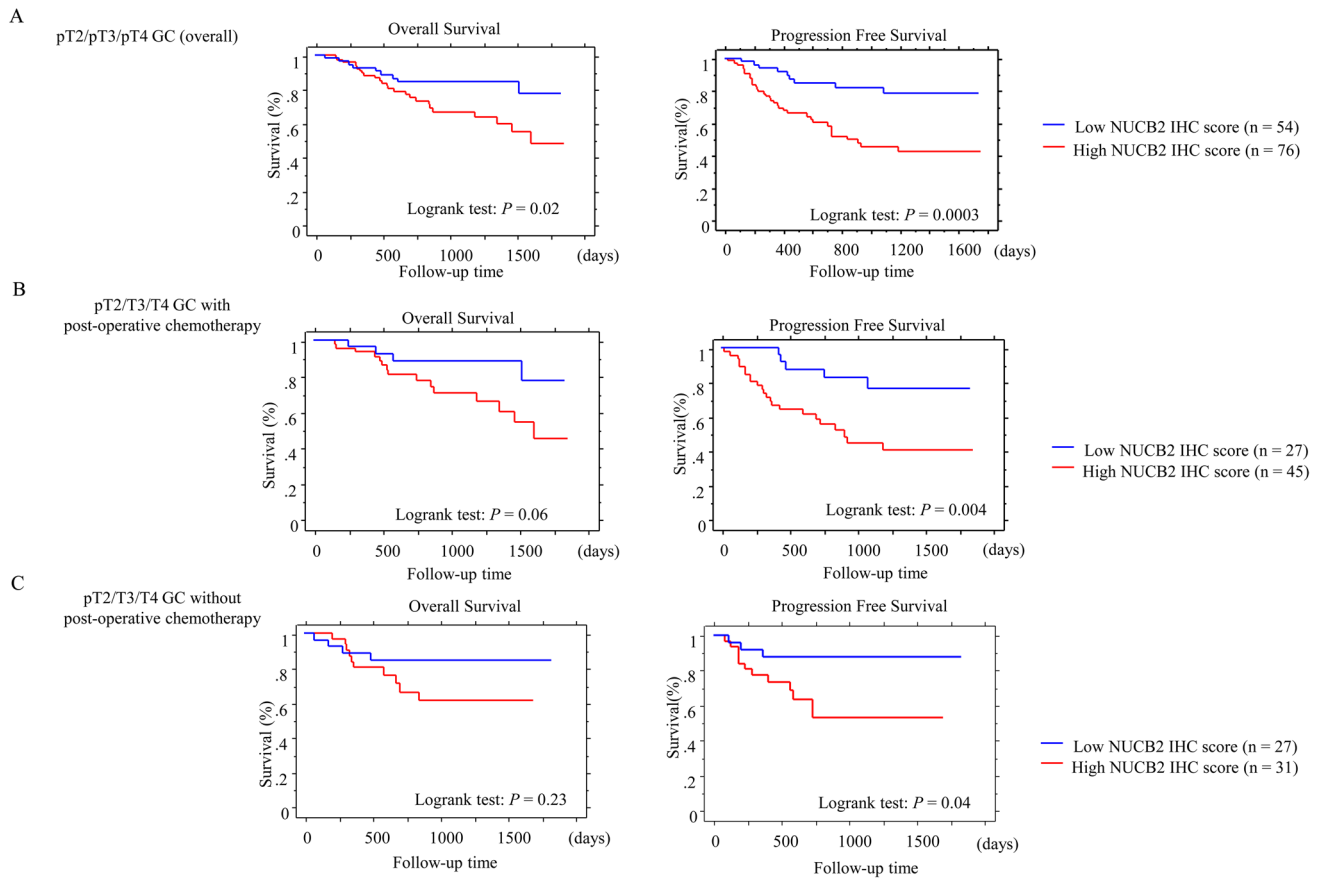 A
pT2/pT3/pT4 GC (overall)
Overall Survival
Survival (%)
1
.8
.6
.4
.2
0
Logrank test: P = 0.02
0 500 1000 1500 (days)
Follow-up time
Progression Free Survival
Survival(%)
1
.8
.6
.4
.2
0
Logrank test: P = 0.0003
0 400 800 1200 1600 (days)
Follow-up time
Low NUCB2 IHC score (n = 54)
High NUCB2 IHC score (n = 76)
B
pT2/T3/T4 GC with
post-operative chemotherapy
Overall Survival
Survival (%)
1
.8
.6
.4
.2
0
Logrank test: P = 0.06
0 500 1000 1500 (days)
Follow-up time
Progression Free Survival
Survival(%)
1
.8
.6
.4
.2
0
Logrank test: P = 0.004
0 500 1000 1500 (days)
Follow-up time
Low NUCB2 IHC score (n = 27)
High NUCB2 IHC score (n = 45)
C
pT2/T3/T4 GC without
post-operative chemotherapy
Overall Survival
Survival (%)
1
.8
.6
.4
.2
0
Logrank test: P = 0.23
0 500 1000 1500 (days)
Follow-up time
Progression Free Survival
Survival(%)
1
.8
.6
.4
.2
0
Logrank test: P = 0.04
0 500 1000 1500 (days)
Follow-up time
Low NUCB2 IHC score (n = 27)
High NUCB2 IHC score (n = 31)